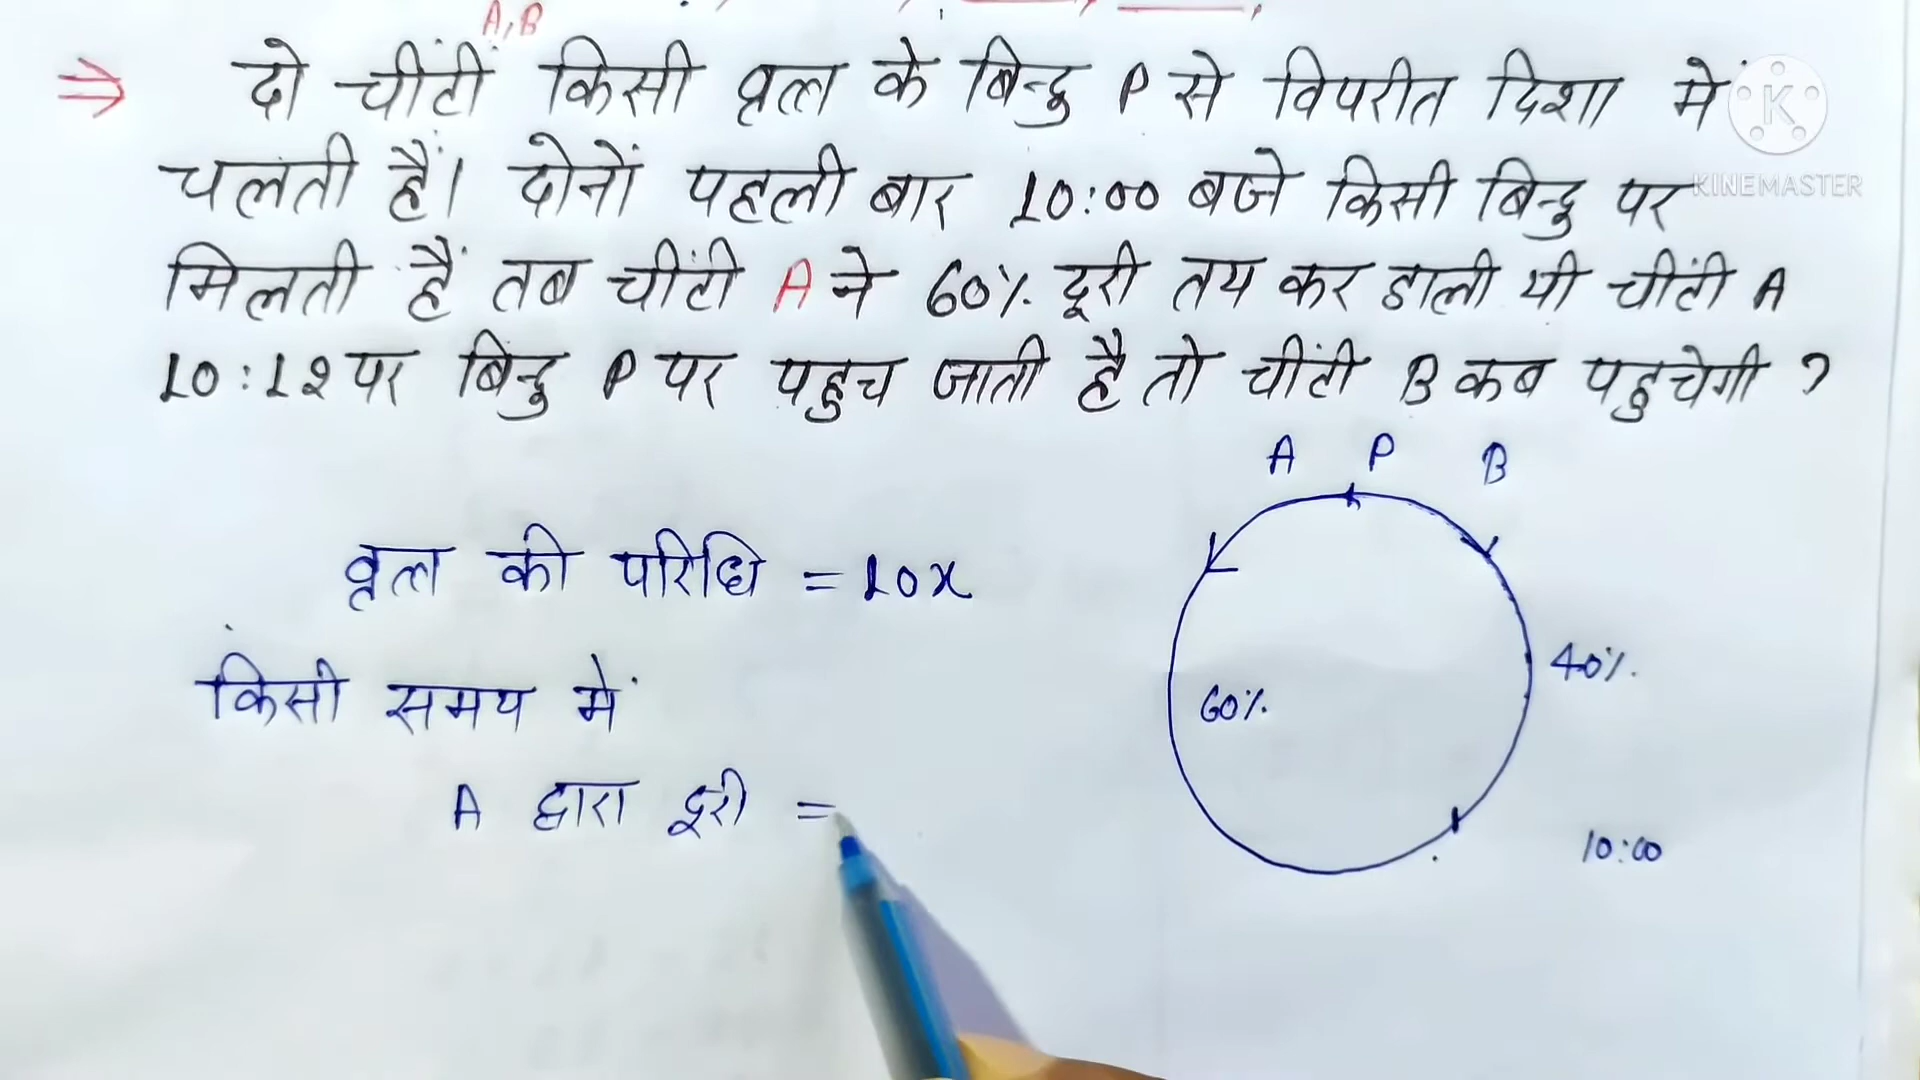 A, B
⇒ दो चींटीं किसी वृत्त के बिन्दु P से विपरीत दिशा में
K
चलती हैं। दोनों पहली बार 10:00 बजे किसी बिन्दु पर
KINEMASTER
मिलती हैं तब चींटी A ने 60% दूरी तय कर डाली थी चींटी A
10:12 पर बिन्दु P पर पहुच जाती है तो चींटी B कब पहुचेगी ?
A P B
वृत्त की परिधि = 10x
40%.
किसी समय में
60%.
A द्वारा दूरी =
10:00